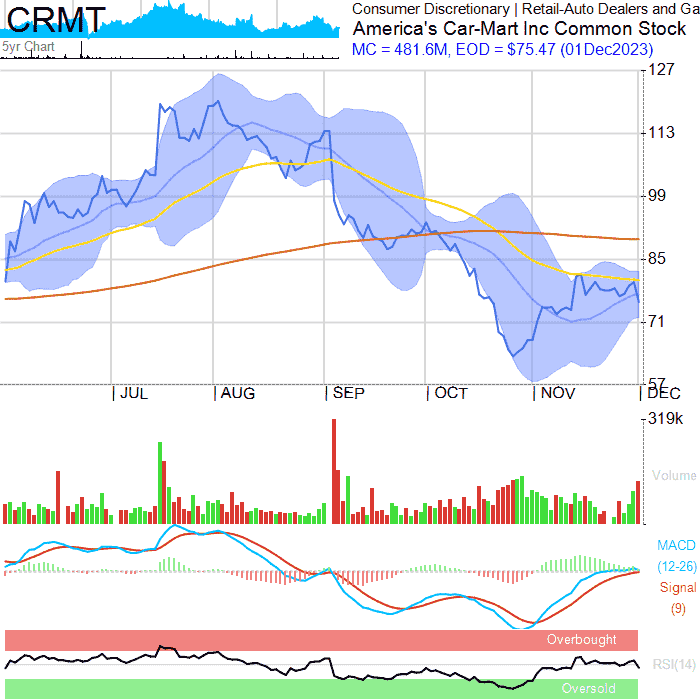 CRMT
5yr Chart
Consumer Discretionary | Retail-Auto Dealers and Ga
America's Car-Mart Inc Common Stock
MC = 481.6M, EOD = $75.47 (01Dec2023)
127
113
99
85
71
57
JUL AUG SEP OCT NOV DEC
319k
Volume
MACD
(12-26)
Signal
(9)
Overbought
RSI(14)
Oversold